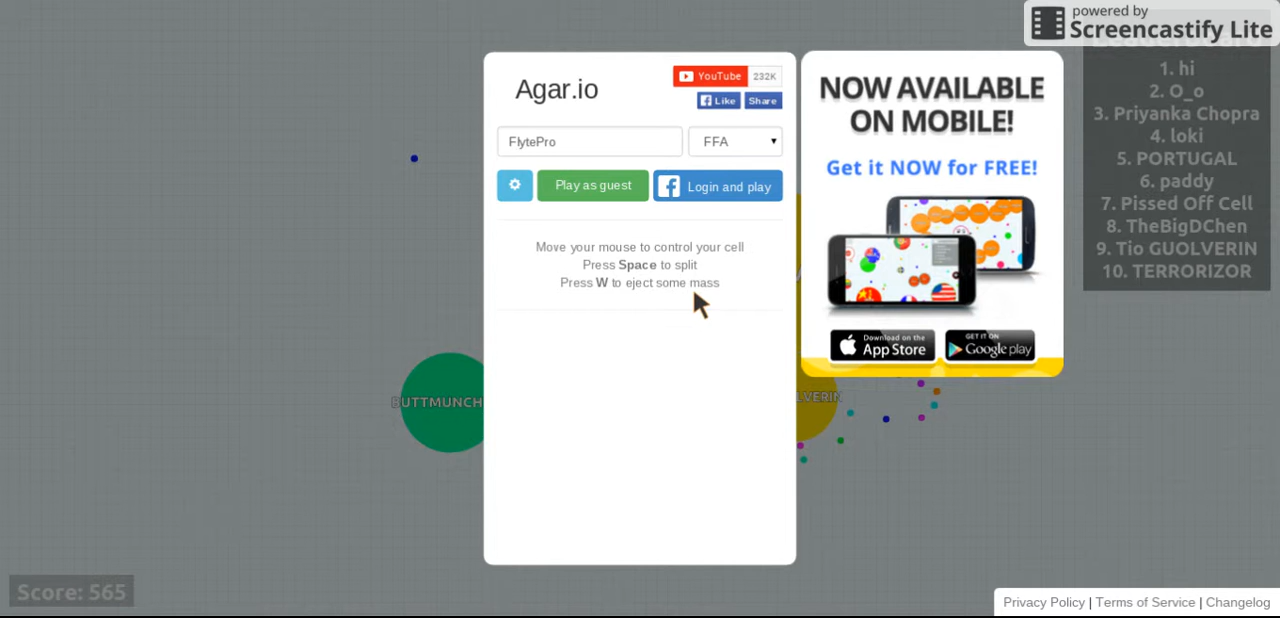 powered by
Screencastify Lite
Agar.io
YouTube 232K
Like Share
FlytePro FFA
Play as guest Login and play
Move your mouse to control your cell
Press Space to split
Press W to eject some mass
NOW AVAILABLE
ON MOBILE!
Get it NOW for FREE!
Download on the
App Store
GET IT ON
Google play
1. hi
2. O_o
3. Priyanka Chopra
4. loki
5. PORTUGAL
6. paddy
7. Pissed Off Cell
8. TheBigDChen
9. Tio GUOLVERIN
10. TERRORIZOR
BUTTMUNCH
LVERIN
Score: 565
Privacy Policy | Terms of Service | Changelog